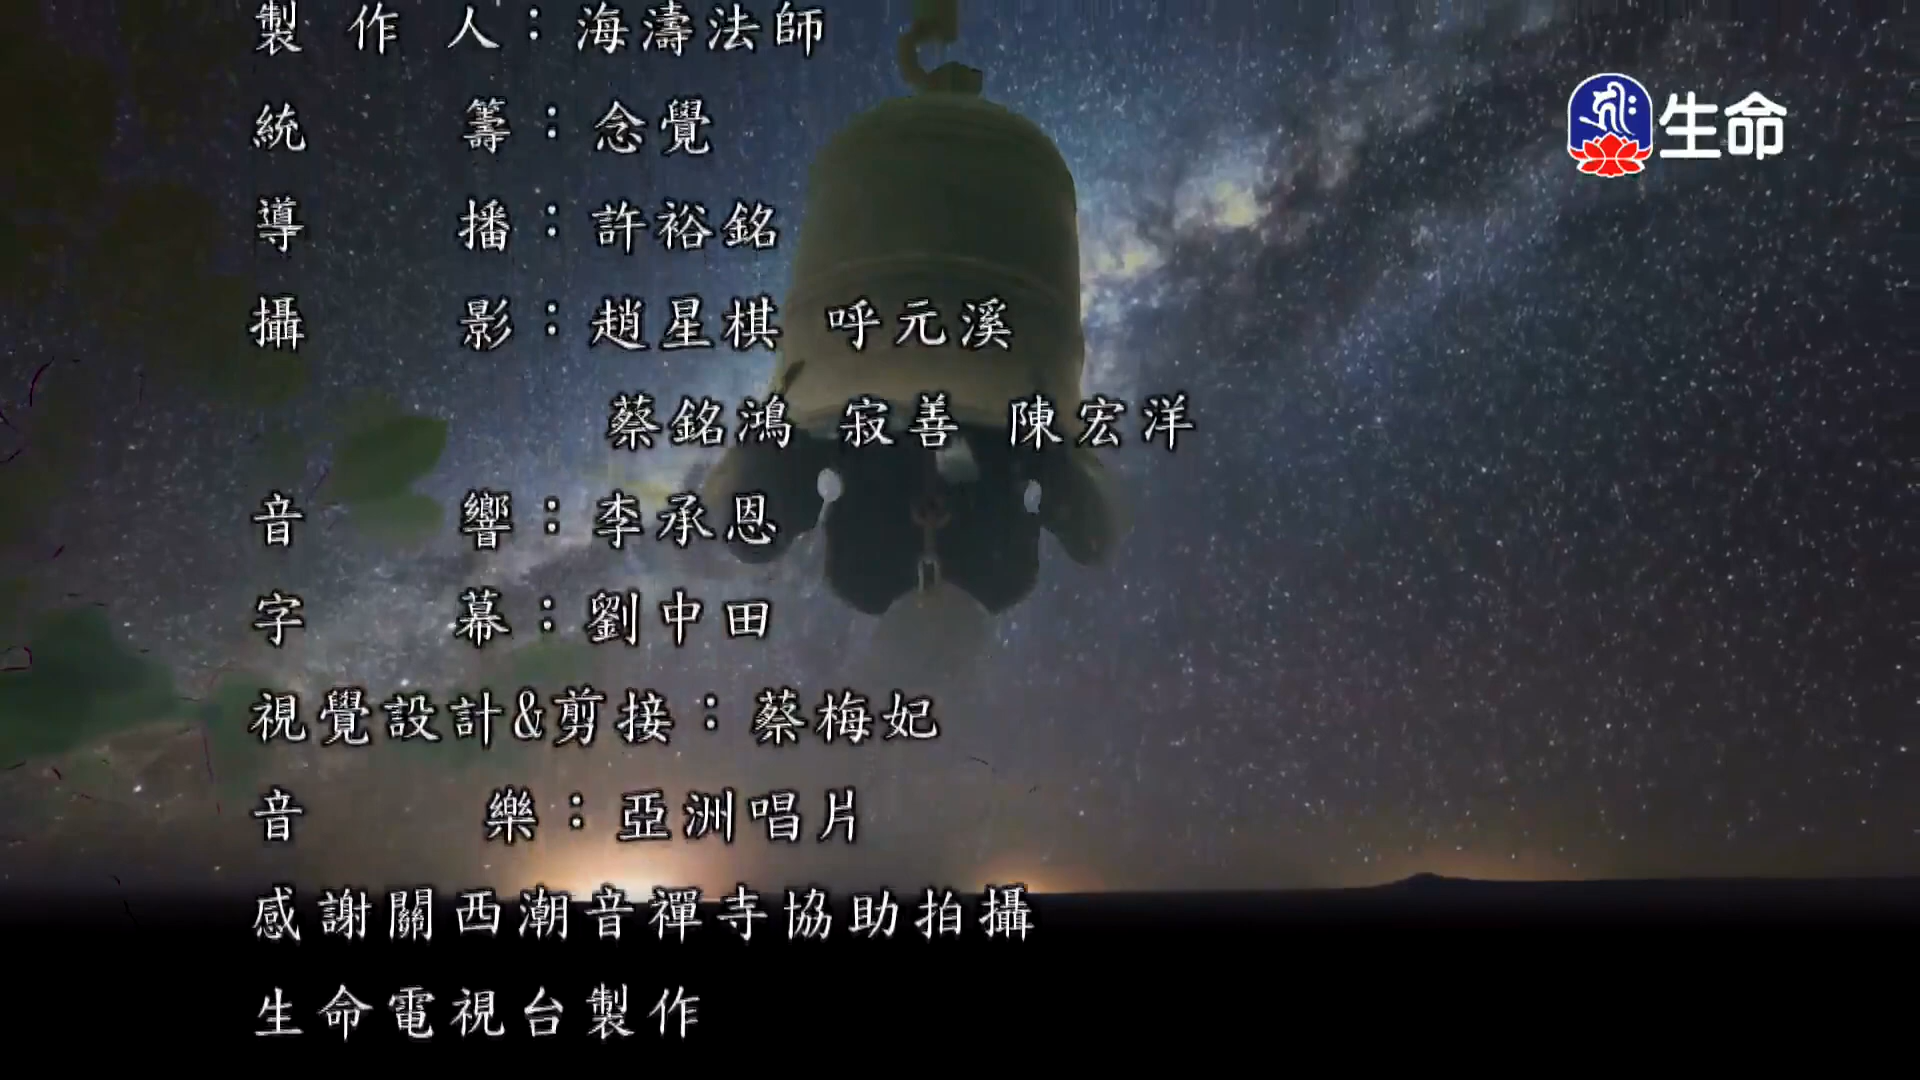 製作人：海濤法師
生命
統籌：念覺
導播：許裕銘
攝影：趙星棋 呼元溪
蔡銘鴻 寂善 陳宏洋
音響：李承恩
字幕：劉中田
視覺設計&剪接：蔡梅妃
音樂：亞洲唱片
感謝關西潮音禪寺協助拍攝
生命電視台製作